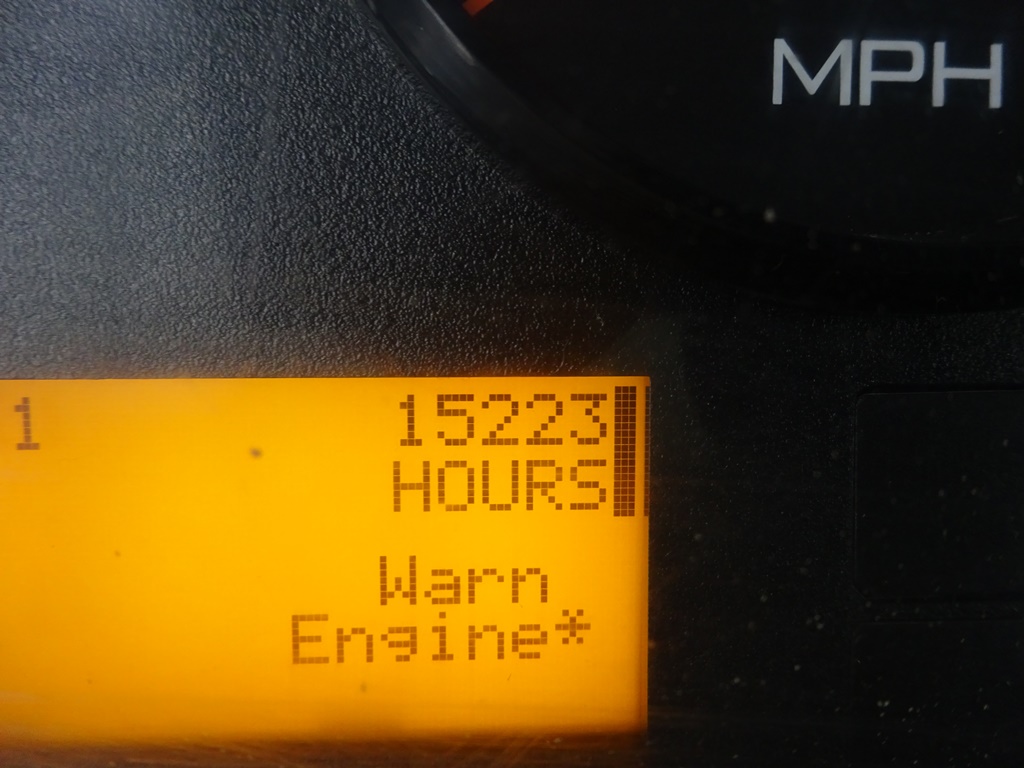 MPH
1 15223
HOURS
Warn
Engine*